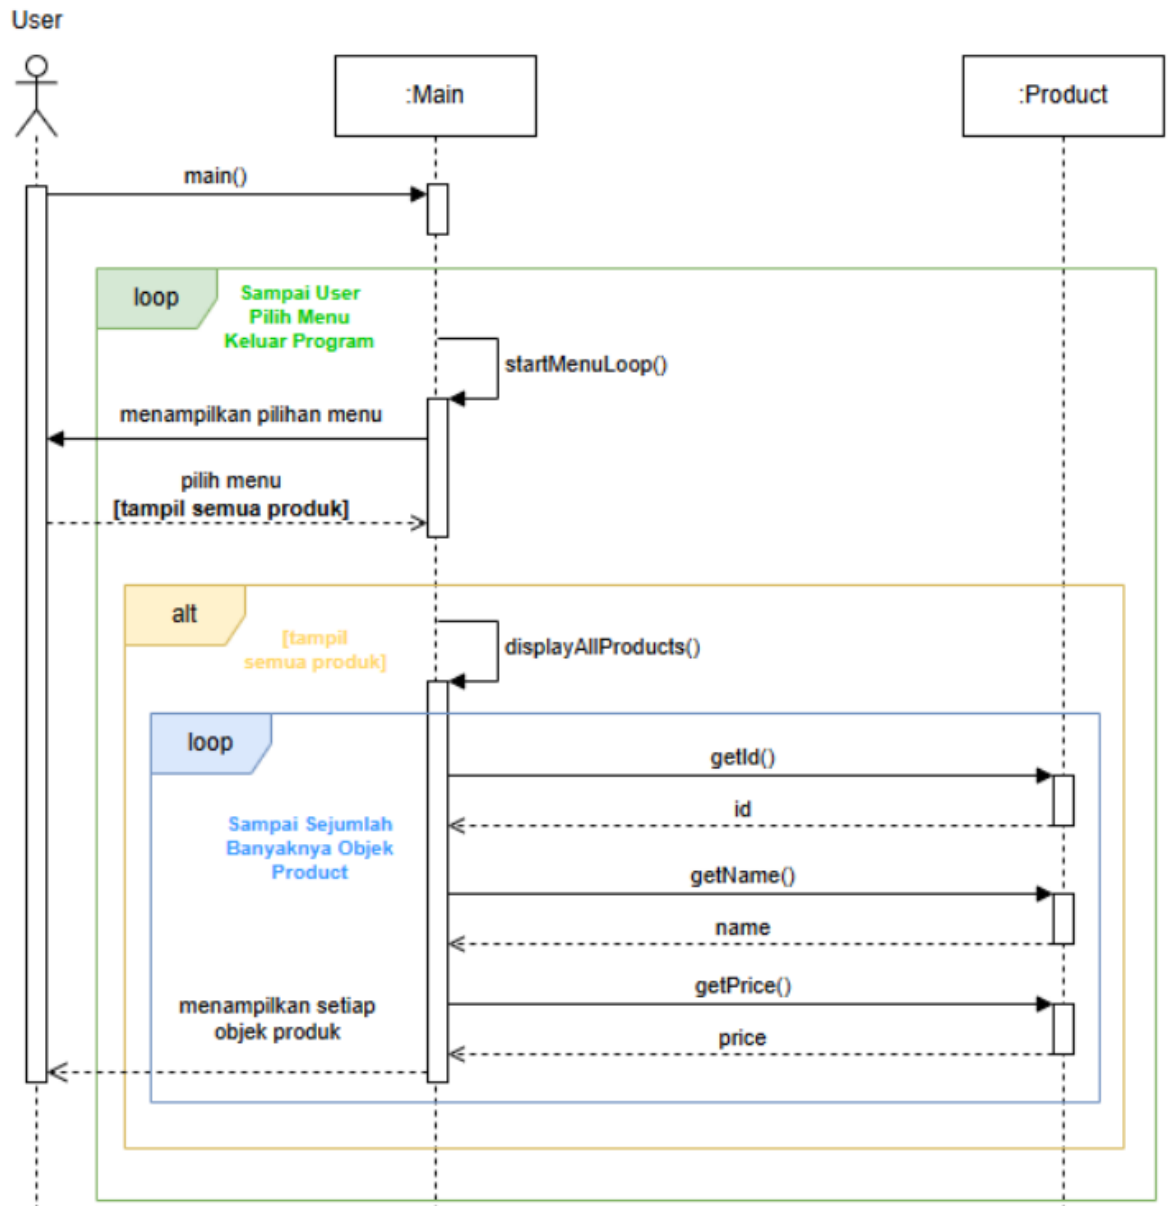 User
:Main
:Product
main()
loop
Sampai User
Pilih Menu
Keluar Program
startMenuLoop()
menampilkan pilihan menu
pilih menu
[tampil semua produk]
alt
[tampil
semua produk]
displayAllProducts()
loop
Sampai Sejumlah
Banyaknya Objek
Product
getId()
id
getName()
name
getPrice()
menampilkan setiap
objek produk
price